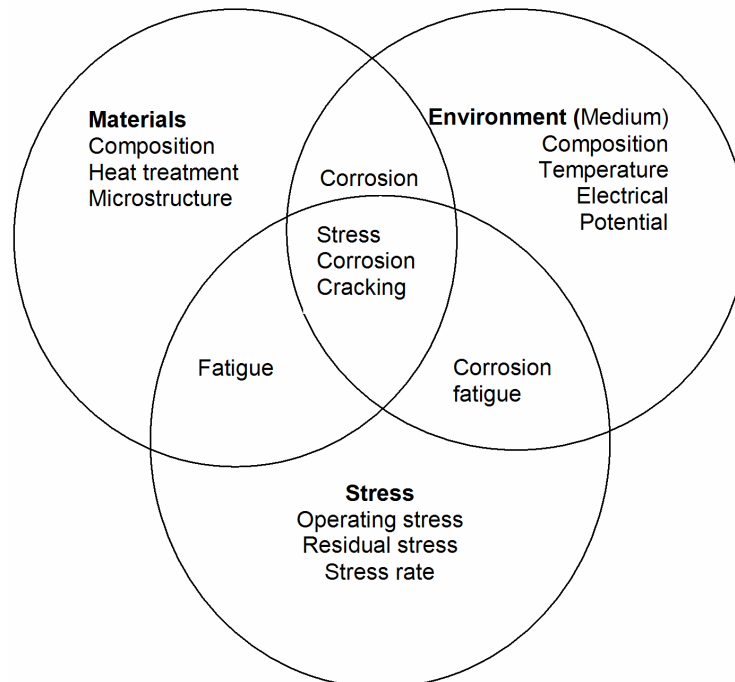 Materials
Composition
Heat treatment
Microstructure
Environment (Medium)
Composition
Temperature
Electrical
Potential
Corrosion
Stress
Corrosion
Cracking
Fatigue
Corrosion
fatigue
Stress
Operating stress
Residual stress
Stress rate